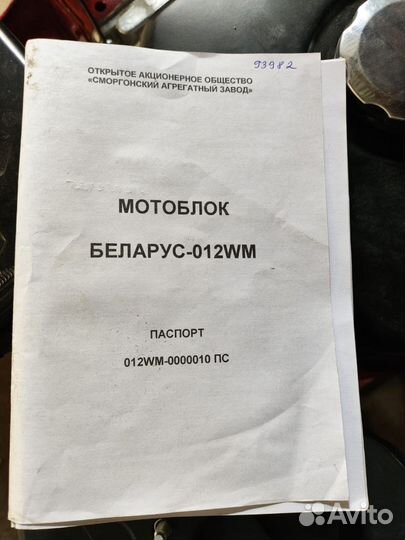 93982
ОТКРЫТОЕ АКЦИОНЕРНОЕ ОБЩЕСТВО
«СМОРГОНСКИЙ АГРЕГАТНЫЙ ЗАВОД»
МОТОБЛОК
БЕЛАРУС-012WM
ПАСПОРТ
012WM-0000010 ПС
Avito